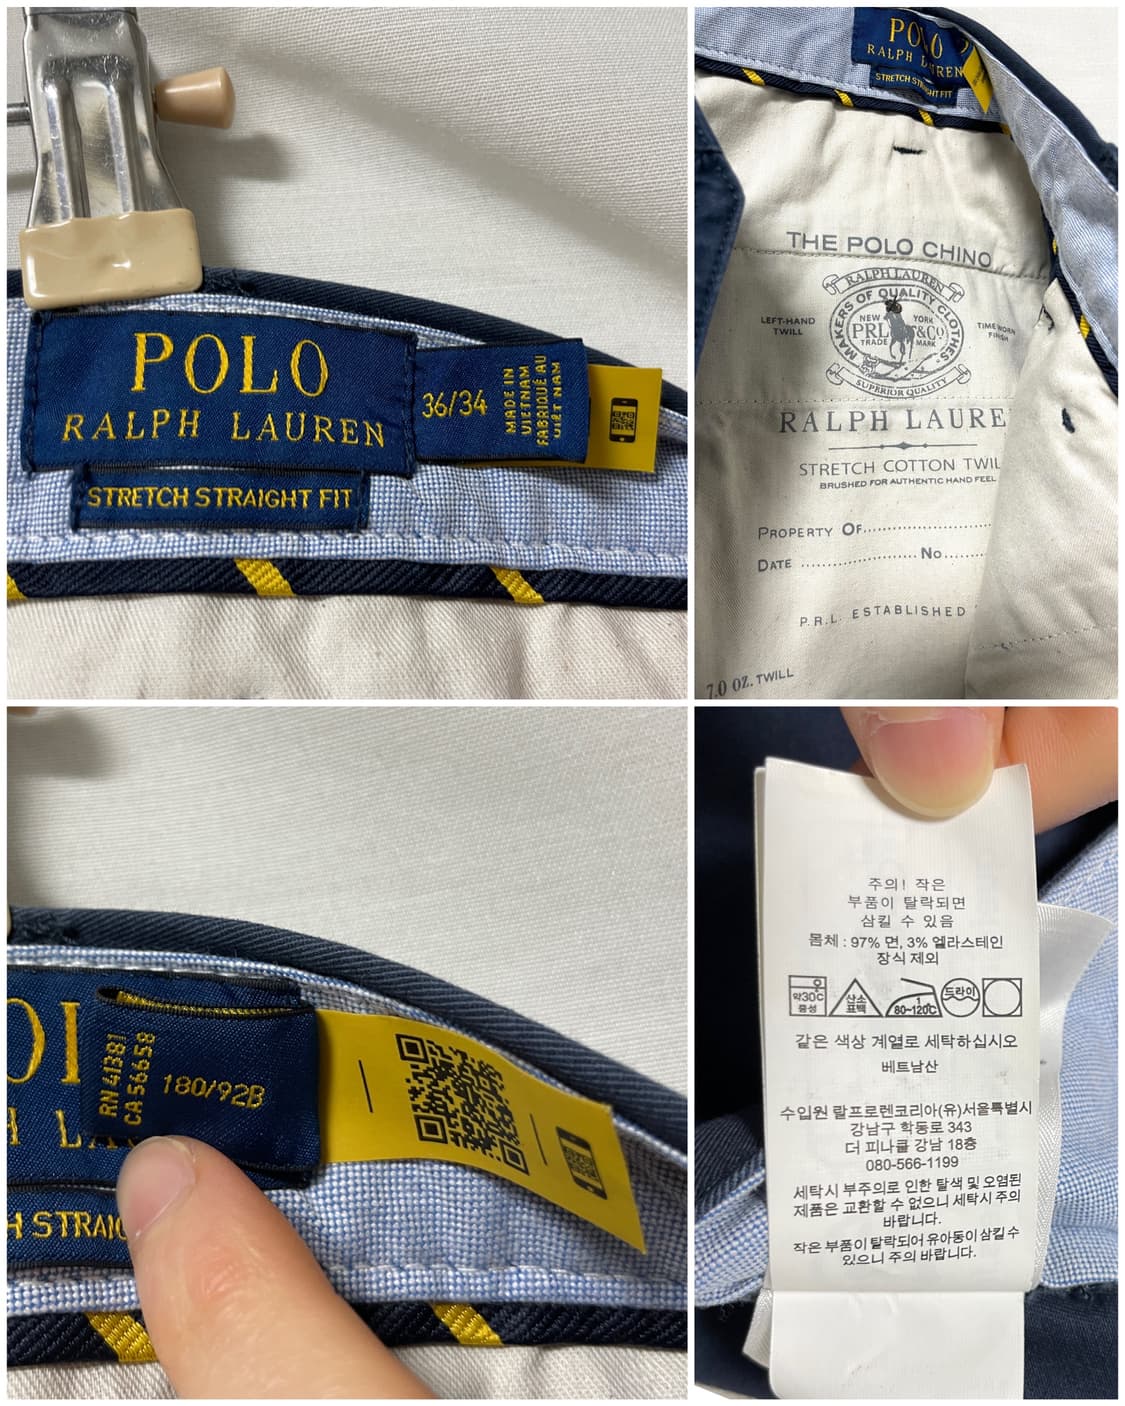 POLO
RALPH LAUREN
STRETCH STRAIGHT FIT
36/34
MADE IN
VIETNAM
FABRIQUÉ AU
VIÊT NAM
POLO
RALPH LAUREN
STRETCH STRAIGHT FIT
THE POLO CHINO
RALPH LAUREN
MAKERS OF QUALITY CLOTHES
LEFT-HAND
TWILL
NEW YORK
PRL &CO
TRADE MARK
TIME WORN
FINISH
SUPERIOR QUALITY
RALPH LAURE
STRETCH COTTON TWIL
BRUSHED FOR AUTHENTIC HAND FEEL
PROPERTY OF
DATE No
P.R.L. ESTABLISHED
7.0 OZ. TWILL
OL
H LA
H STRAIG
RN 41381
CA 56658
180/92B
주의! 작은
부품이 탈락되면
삼킬 수 있음
몸체 : 97% 면, 3% 엘라스테인
장식 제외
약30℃
중성
산소
표백
1
80~120℃
드라이
같은 색상 계열로 세탁하십시오
베트남산
수입원 랄프로렌코리아(유)서울특별시
강남구 학동로 343
더 피나클 강남 18층
080-566-1199
세탁시 부주의로 인한 탈색 및 오염된
제품은 교환할 수 없으니 세탁시 주의
바랍니다.
작은 부품이 탈락되어 유아동이 삼킬 수
있으니 주의 바랍니다.